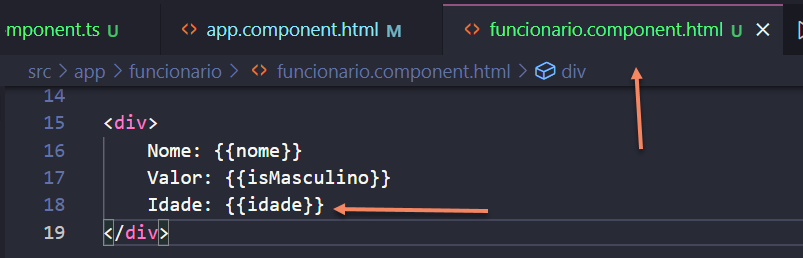 omponent.ts U
<> app.component.html M
<> funcionario.component.html U ×
src > app > funcionario > <> funcionario.component.html > div
14
15 <div>
16 Nome: {{nome}}
17 Valor: {{isMasculino}}
18 Idade: {{idade}}
19 </div>